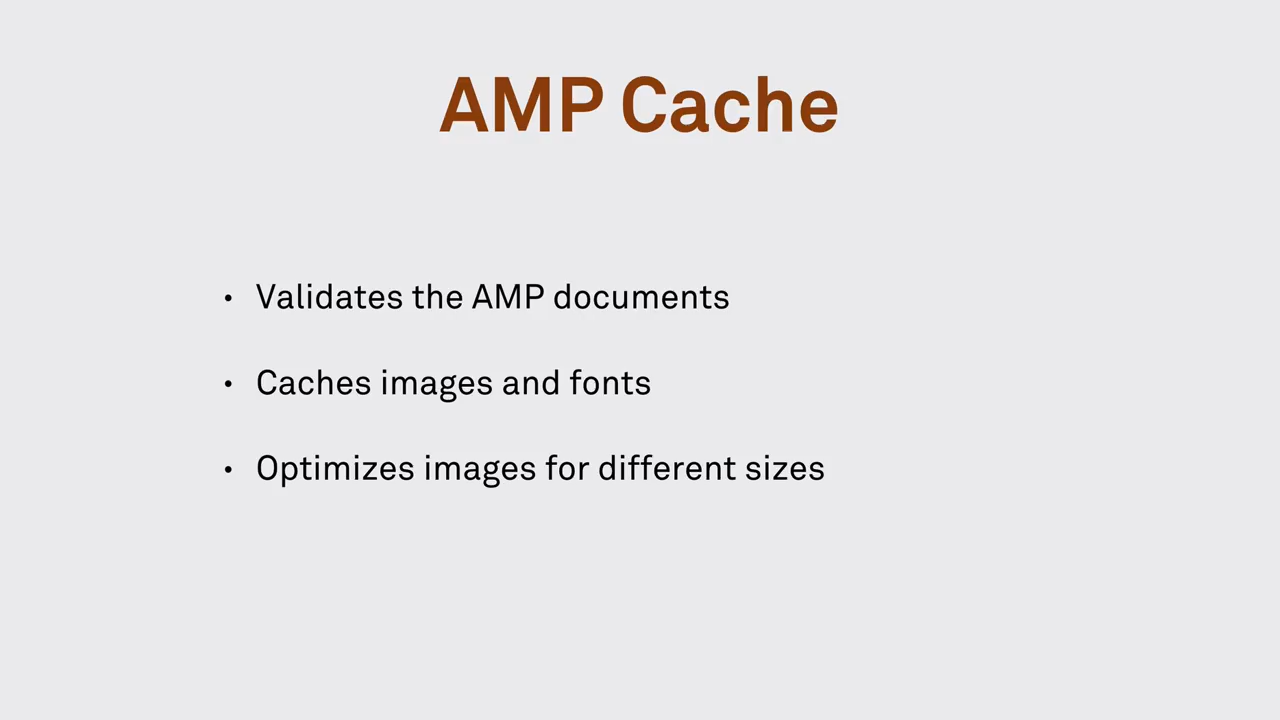 AMP Cache
• Validates the AMP documents
• Caches images and fonts
• Optimizes images for different sizes